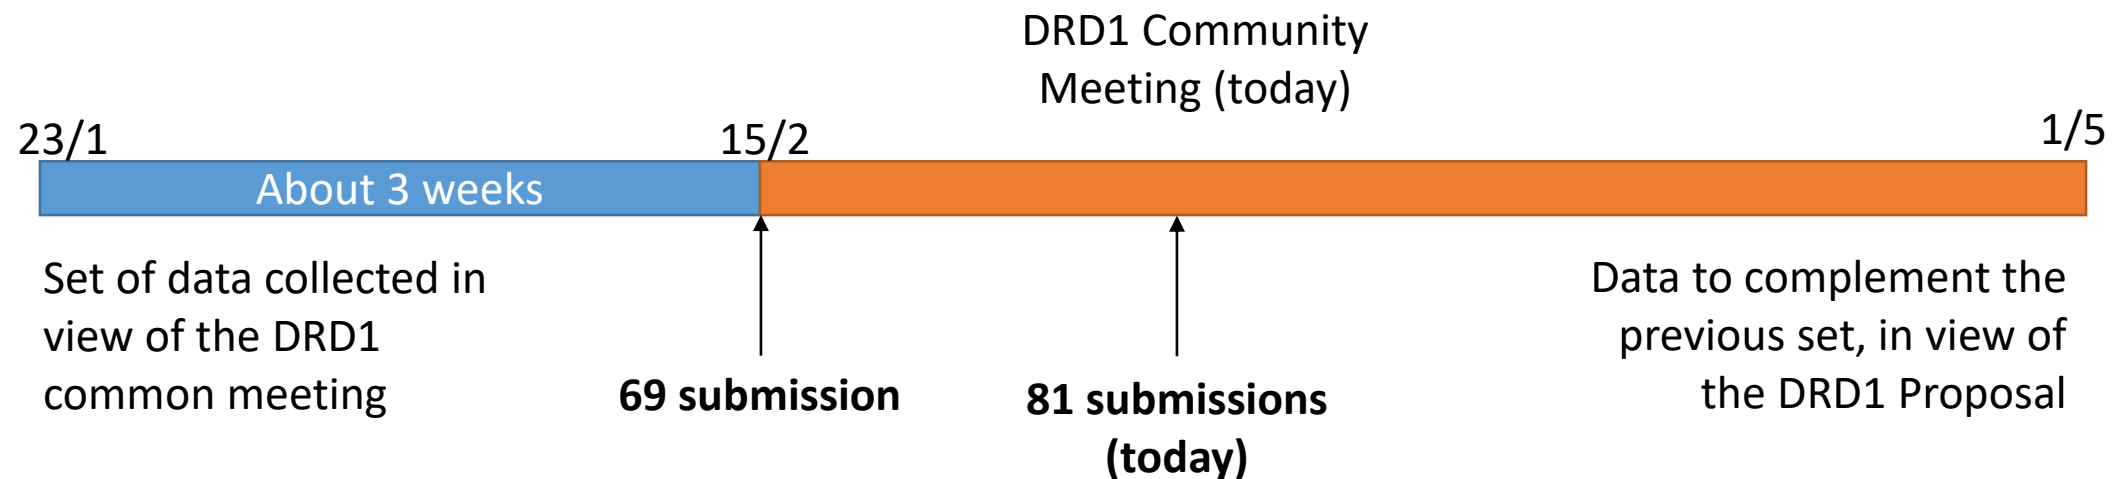 DRD1 Community
Meeting (today)
23/1
15/2
1/5
About 3 weeks
Set of data collected in
view of the DRD1
common meeting
69 submission
81 submissions
(today)
Data to complement the
previous set, in view of
the DRD1 Proposal